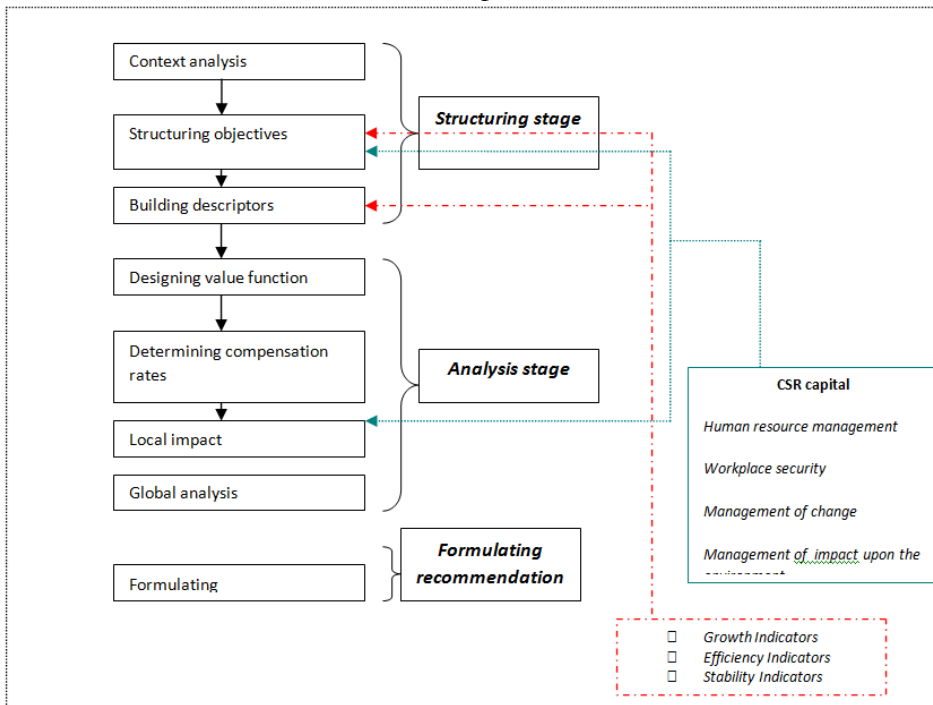 Context analysis
Structuring objectives
Building descriptors
Structuring stage
Designing value function
Determining compensation
rates
Local impact
Global analysis
Analysis stage
Formulating
Formulating
recommendation
CSR capital
Human resource management
Workplace security
Management of change
Management of impact upon the
Growth Indicators
Efficiency Indicators
Stability Indicators